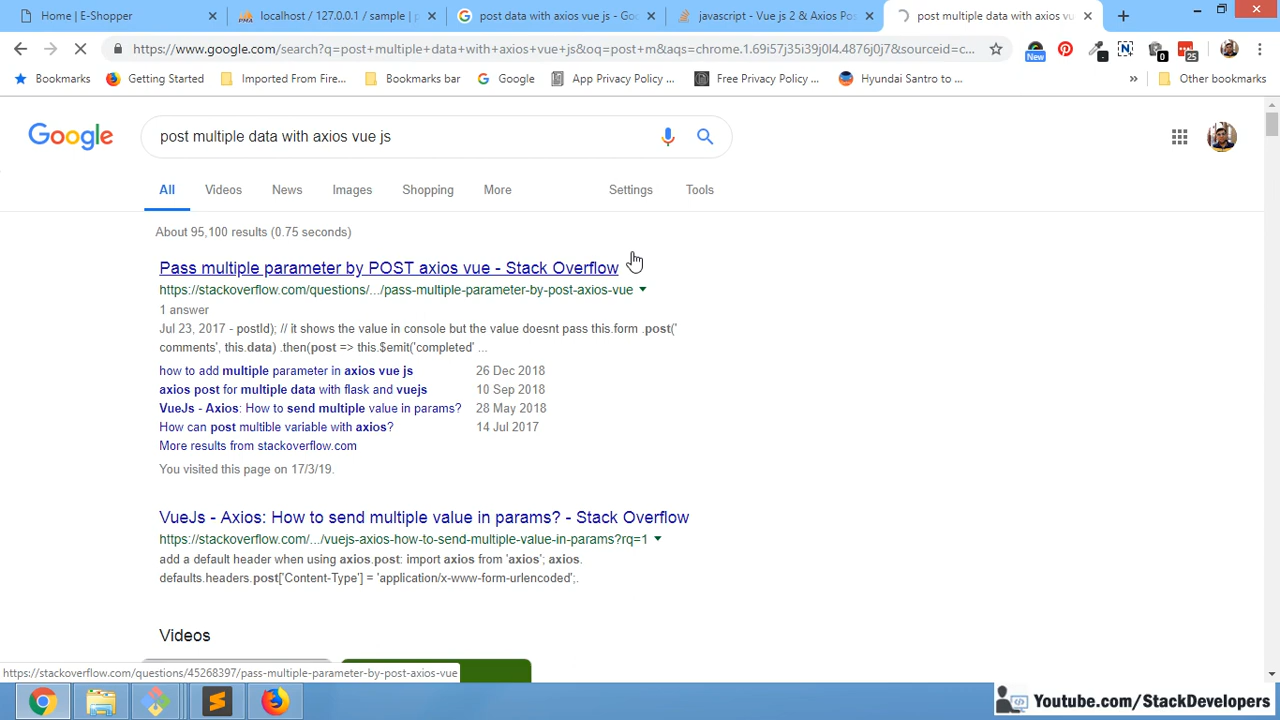 Home | E-Shopper
localhost / 127.0.0.1 / sample | p
post data with axios vue js - Goo
javascript - Vue js 2 & Axios Pos
post multiple data with axios vu
https://www.google.com/search?q=post+multiple+data+with+axios+vue+js&oq=post+m&aqs=chrome.1.69i57j35i39j0l4.4876j0j7&sourceid=c...
New
0
25
Bookmarks
Getting Started
Imported From Fire...
Bookmarks bar
Google
App Privacy Policy ...
Free Privacy Policy ...
Hyundai Santro to ...
»
Other bookmarks
Google
post multiple data with axios vue js
All
Videos
News
Images
Shopping
More
Settings
Tools
About 95,100 results (0.75 seconds)
Pass multiple parameter by POST axios vue - Stack Overflow
https://stackoverflow.com/questions/.../pass-multiple-parameter-by-post-axios-vue
1 answer
Jul 23, 2017 - postId); // it shows the value in console but the value doesnt pass this.form .post('
comments', this.data) .then(post => this.$emit('completed' ...
how to add multiple parameter in axios vue js 26 Dec 2018
axios post for multiple data with flask and vuejs 10 Sep 2018
VueJs - Axios: How to send multiple value in params? 28 May 2018
How can post multible variable with axios? 14 Jul 2017
More results from stackoverflow.com
You visited this page on 17/3/19.
VueJs - Axios: How to send multiple value in params? - Stack Overflow
https://stackoverflow.com/.../vuejs-axios-how-to-send-multiple-value-in-params?rq=1
add a default header when using axios.post: import axios from 'axios'; axios.
defaults.headers.post['Content-Type'] = 'application/x-www-form-urlencoded';.
Videos
https://stackoverflow.com/questions/45268397/pass-multiple-parameter-by-post-axios-vue
Youtube.com/StackDevelopers